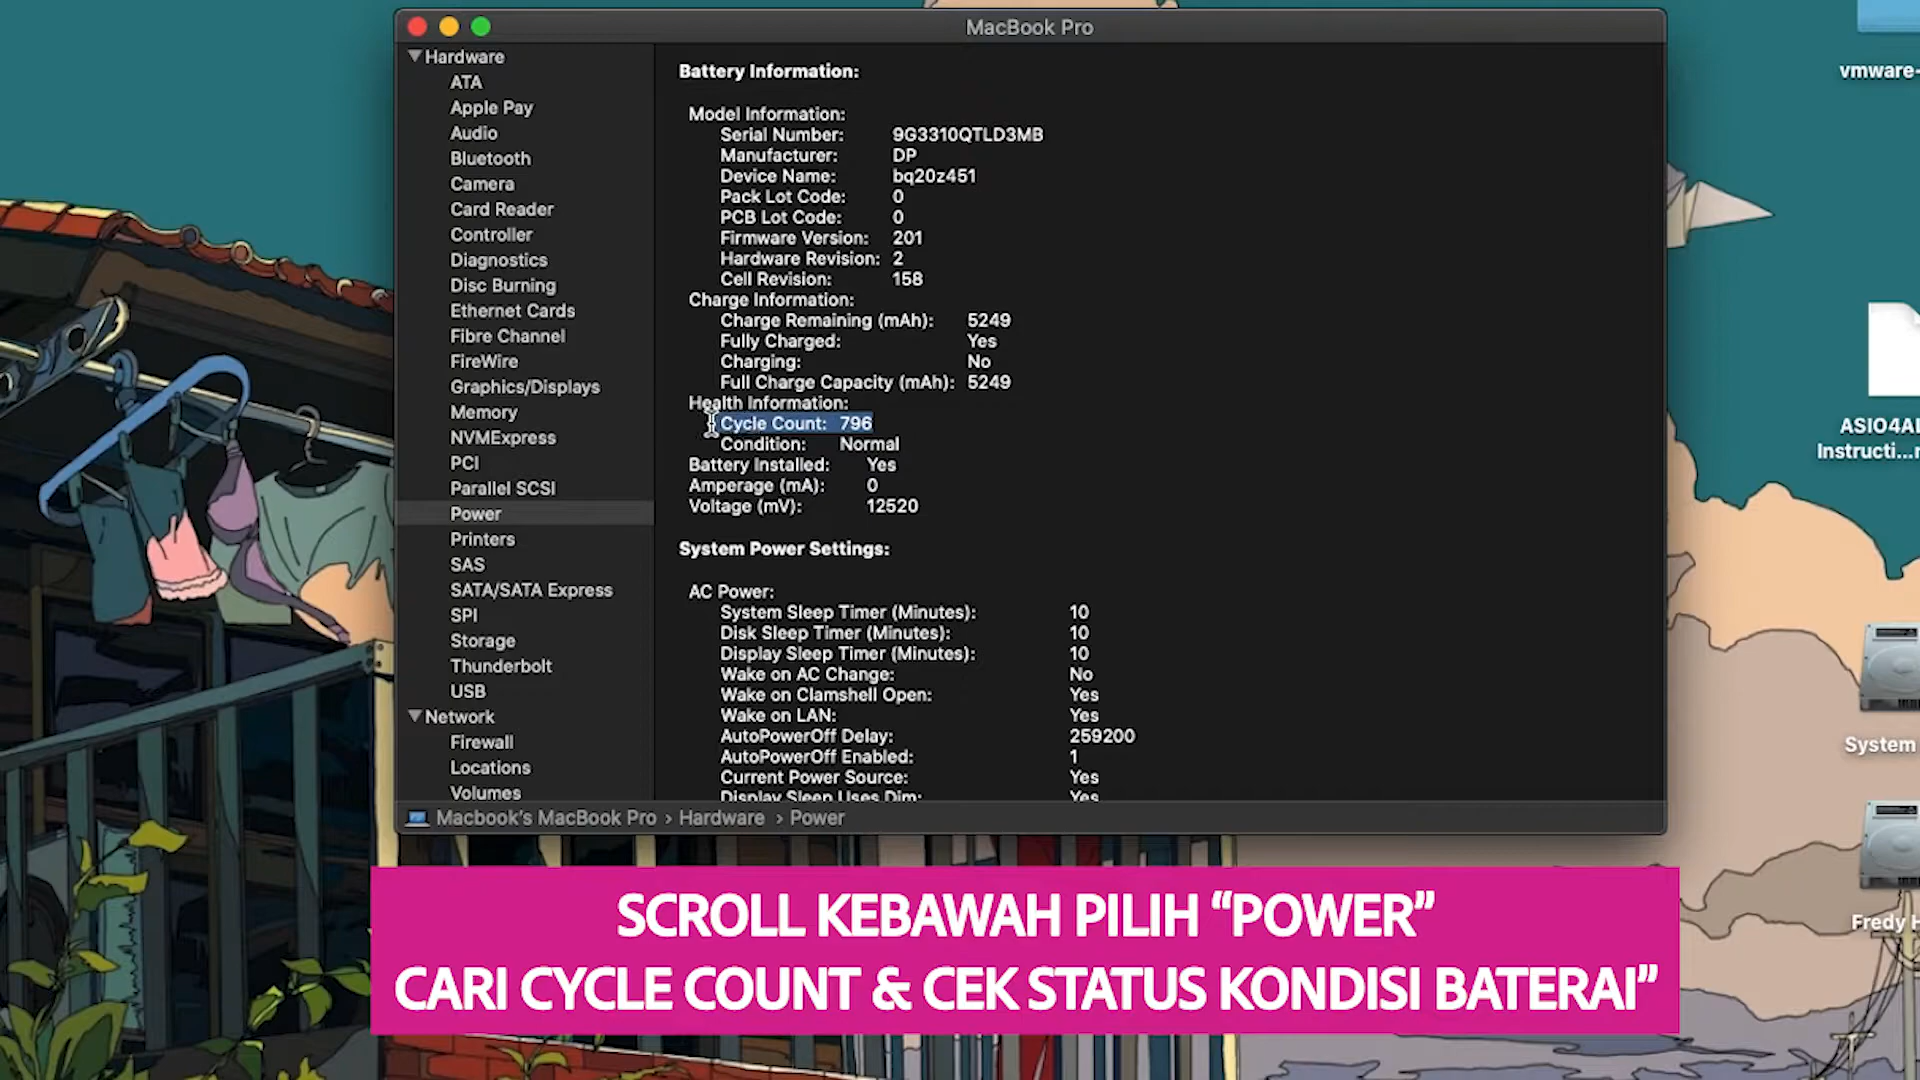 MacBook Pro
Hardware
ATA
Apple Pay
Audio
Bluetooth
Camera
Card Reader
Controller
Diagnostics
Disc Burning
Ethernet Cards
Fibre Channel
FireWire
Graphics/Displays
Memory
NVMExpress
PCI
Parallel SCSI
Power
Printers
SAS
SATA/SATA Express
SPI
Storage
Thunderbolt
USB
Network
Firewall
Locations
Volumes
Battery Information:
Model Information:
Serial Number: 9G3310QTLD3MB
Manufacturer: DP
Device Name: bq20z451
Pack Lot Code: 0
PCB Lot Code: 0
Firmware Version: 201
Hardware Revision: 2
Cell Revision: 158
Charge Information:
Charge Remaining (mAh): 5249
Fully Charged: Yes
Charging: No
Full Charge Capacity (mAh): 5249
Health Information:
Cycle Count: 796
Condition: Normal
Battery Installed: Yes
Amperage (mA): 0
Voltage (mV): 12520
System Power Settings:
AC Power:
System Sleep Timer (Minutes): 10
Disk Sleep Timer (Minutes): 10
Display Sleep Timer (Minutes): 10
Wake on AC Change: No
Wake on Clamshell Open: Yes
Wake on LAN: Yes
AutoPowerOff Delay: 259200
AutoPowerOff Enabled: 1
Current Power Source: Yes
Display Sleep Uses Dim: Yes
Macbook's MacBook Pro › Hardware › Power
vmware-
ASIO4AL
Instructi...
System
Fredy H
SCROLL KEBAWAH PILIH “POWER”
CARI CYCLE COUNT & CEK STATUS KONDISI BATERAI”